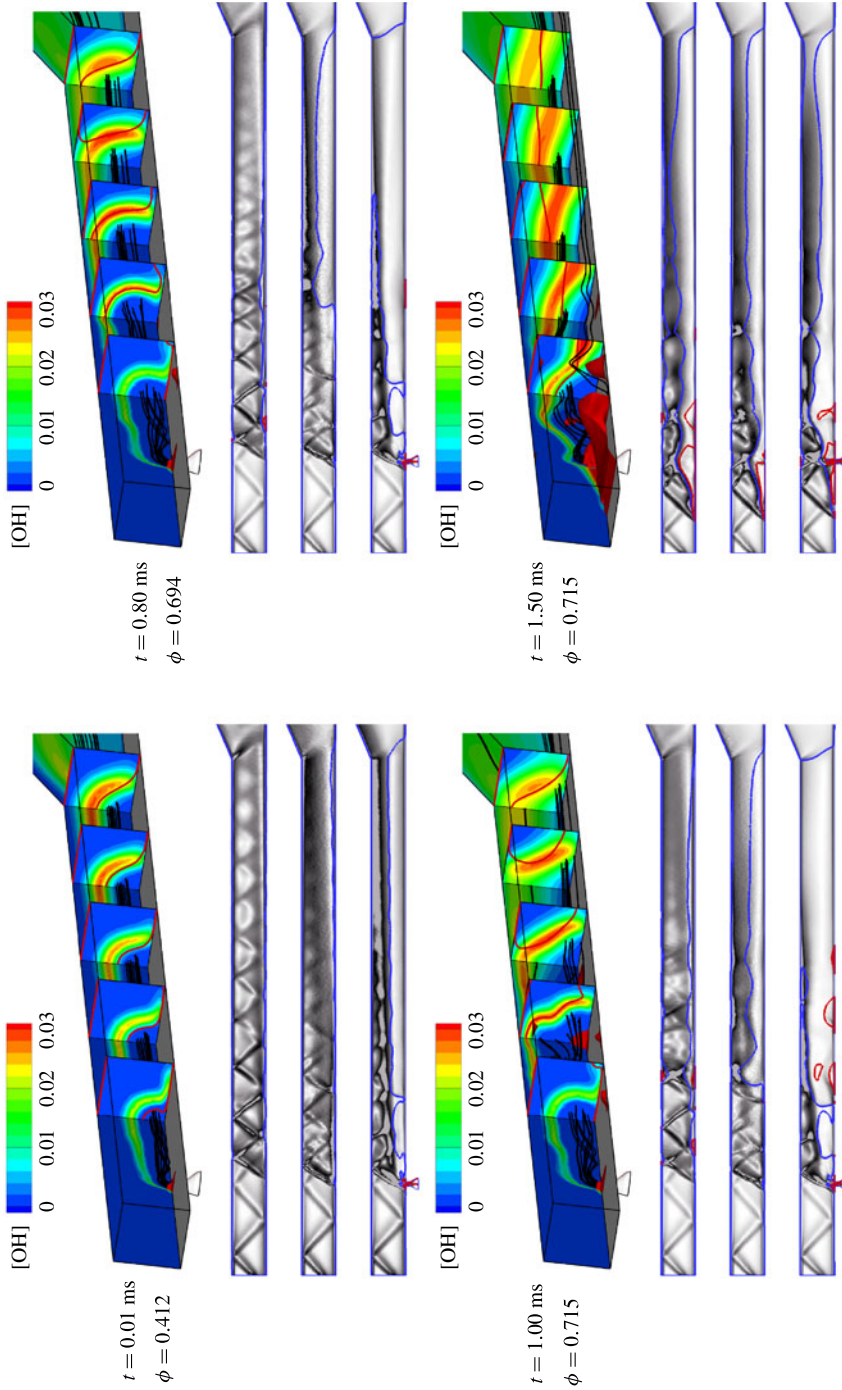 [OH]
0
0.01
0.02
0.03
t = 0.01 ms
ϕ = 0.412
[OH]
0
0.01
0.02
0.03
t = 0.80 ms
ϕ = 0.694
[OH]
0
0.01
0.02
0.03
t = 1.00 ms
ϕ = 0.715
[OH]
0
0.01
0.02
0.03
t = 1.50 ms
ϕ = 0.715